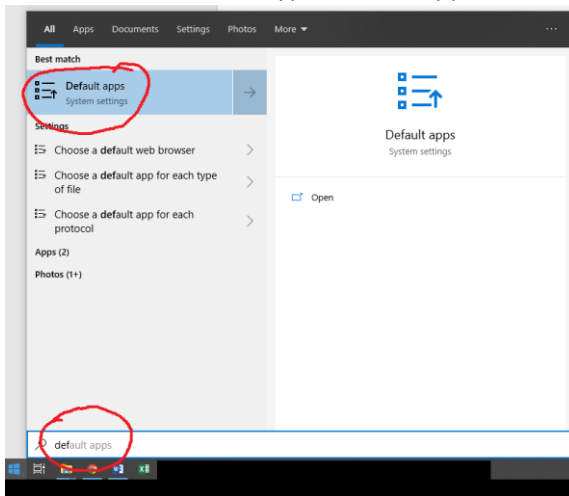 All Apps Documents Settings Photos More
Best match
Default apps
System settings
Settings
Choose a default web browser
Choose a default app for each type
of file
Choose a default app for each
protocol
Apps (2)
Photos (1+)
Default apps
System settings
Open
default apps